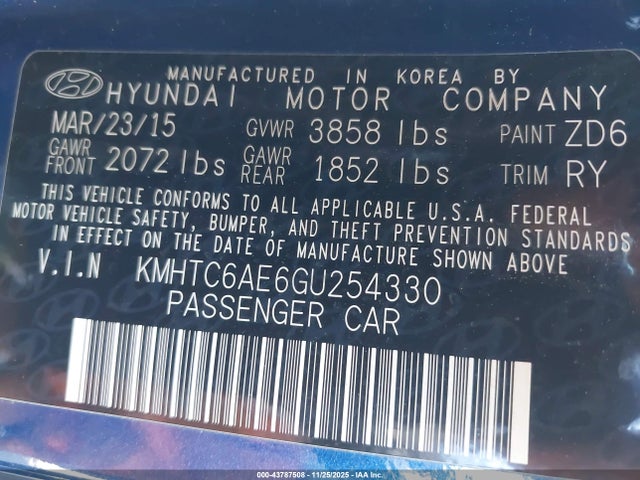 MANUFACTURED IN KOREA BY
HYUNDAI MOTOR COMPANY
MAR/23/15 GVWR 3858 lbs PAINT ZD6
GAWR FRONT 2072 lbs GAWR REAR 1852 lbs TRIM RY
THIS VEHICLE CONFORMS TO ALL APPLICABLE U.S.A. FEDERAL
MOTOR VEHICLE SAFETY, BUMPER, AND THEFT PREVENTION STANDARDS
IN EFFECT ON THE DATE OF MANUFACTURE SHOWN ABOVE
V.I.N KMHTC6AE6GU254330
PASSENGER CAR
000-43787508 - 11/25/2025 - IAA Inc.